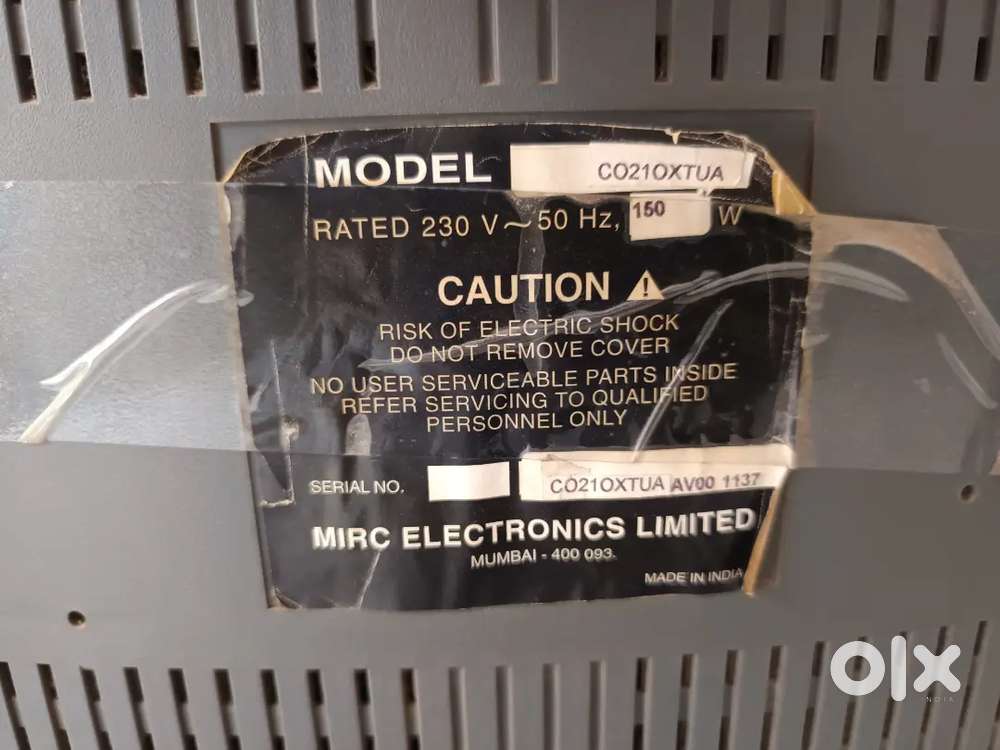 MODEL CO21OXTUA
RATED 230 V~50 Hz, 150 W
CAUTION
RISK OF ELECTRIC SHOCK
DO NOT REMOVE COVER
NO USER SERVICEABLE PARTS INSIDE
REFER SERVICING TO QUALIFIED
PERSONNEL ONLY
SERIAL NO. CO21OXTUA AV00 1137
MIRC ELECTRONICS LIMITED
MUMBAI - 400 093.
MADE IN INDIA
olx
INDIA